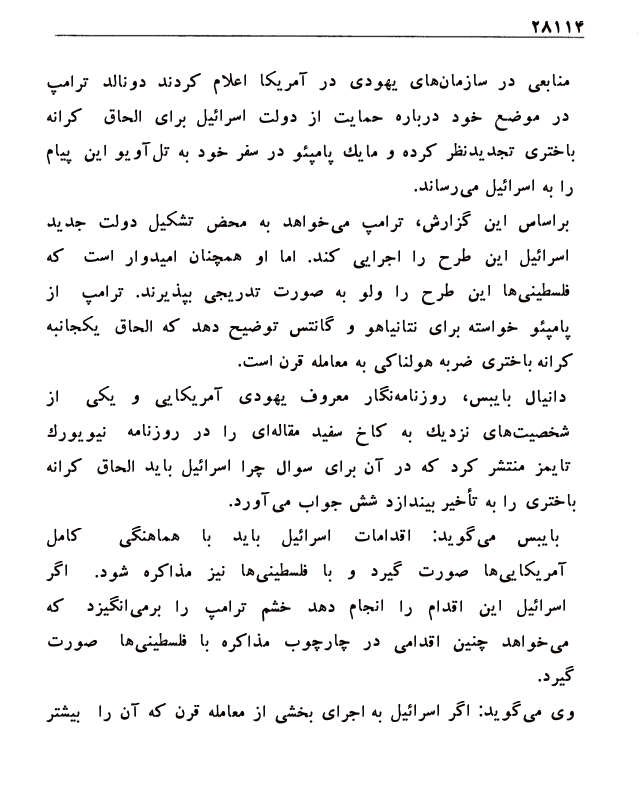 ۲۸۱۱۴
منابعی در سازمان‌های یهودی در آمریکا اعلام کردند دونالد ترامپ
در موضع خود درباره حمایت از دولت اسرائیل برای الحاق کرانه
باختری تجدیدنظر کرده و مایك پامپئو در سفر خود به تل‌آویو این پیام
را به اسرائیل می‌رساند.
براساس این گزارش، ترامپ می‌خواهد به محض تشکیل دولت جدید
اسرائیل این طرح را اجرایی کند. اما او همچنان امیدوار است که
فلسطینی‌ها این طرح را ولو به صورت تدریجی بپذیرند. ترامپ از
پامپئو خواسته برای نتانیاهو و گانتس توضیح دهد که الحاق یکجانبه
کرانه باختری ضربه هولناکی به معامله قرن است.
دانیال بایبس، روزنامه‌نگار معروف یهودی آمریکایی و یکی از
شخصیت‌های نزدیك به کاخ سفید مقاله‌ای را در روزنامه نیویورك
تایمز منتشر کرد که در آن برای سوال چرا اسرائیل باید الحاق کرانه
باختری را به تأخیر بیندازد شش جواب می‌آورد.
بایبس می‌گوید: اقدامات اسرائیل باید با هماهنگی کامل
آمریکایی‌ها صورت گیرد و با فلسطینی‌ها نیز مذاکره شود. اگر
اسرائیل این اقدام را انجام دهد خشم ترامپ را برمی‌انگیزد که
می‌خواهد چنین اقدامی در چارچوب مذاکره با فلسطینی‌ها صورت
گیرد.
وی می‌گوید: اگر اسرائیل به اجرای بخشی از معامله قرن که آن را بیشتر